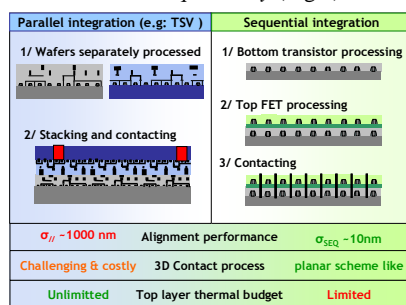 Parallel integration (e.g: TSV )
1/ Wafers separately processed
2/ Stacking and contacting
Sequential integration
1/ Bottom transistor processing
2/ Top FET processing
3/ Contacting
σ// ~1000 nm Alignment performance σSEQ ~10nm
Challenging & costly 3D Contact process planar scheme like
Unlimitted Top layer thermal budget Limited